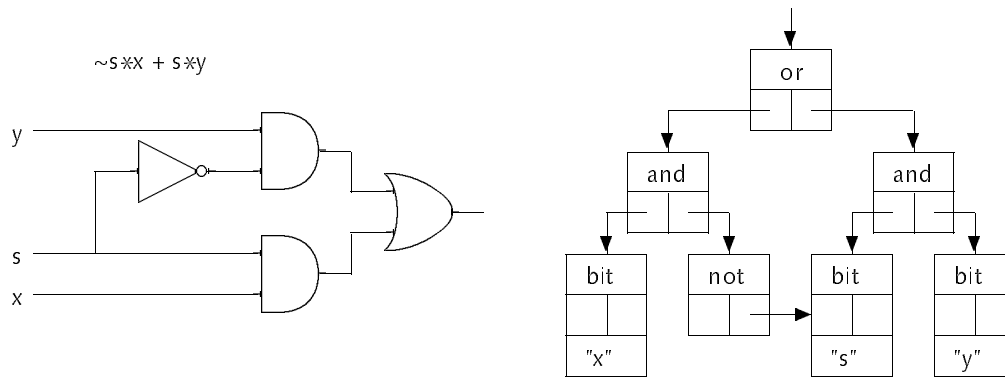 ~s*x + s*y
y
s
x
or
and and
bit not bit bit
"x" "s" "y"